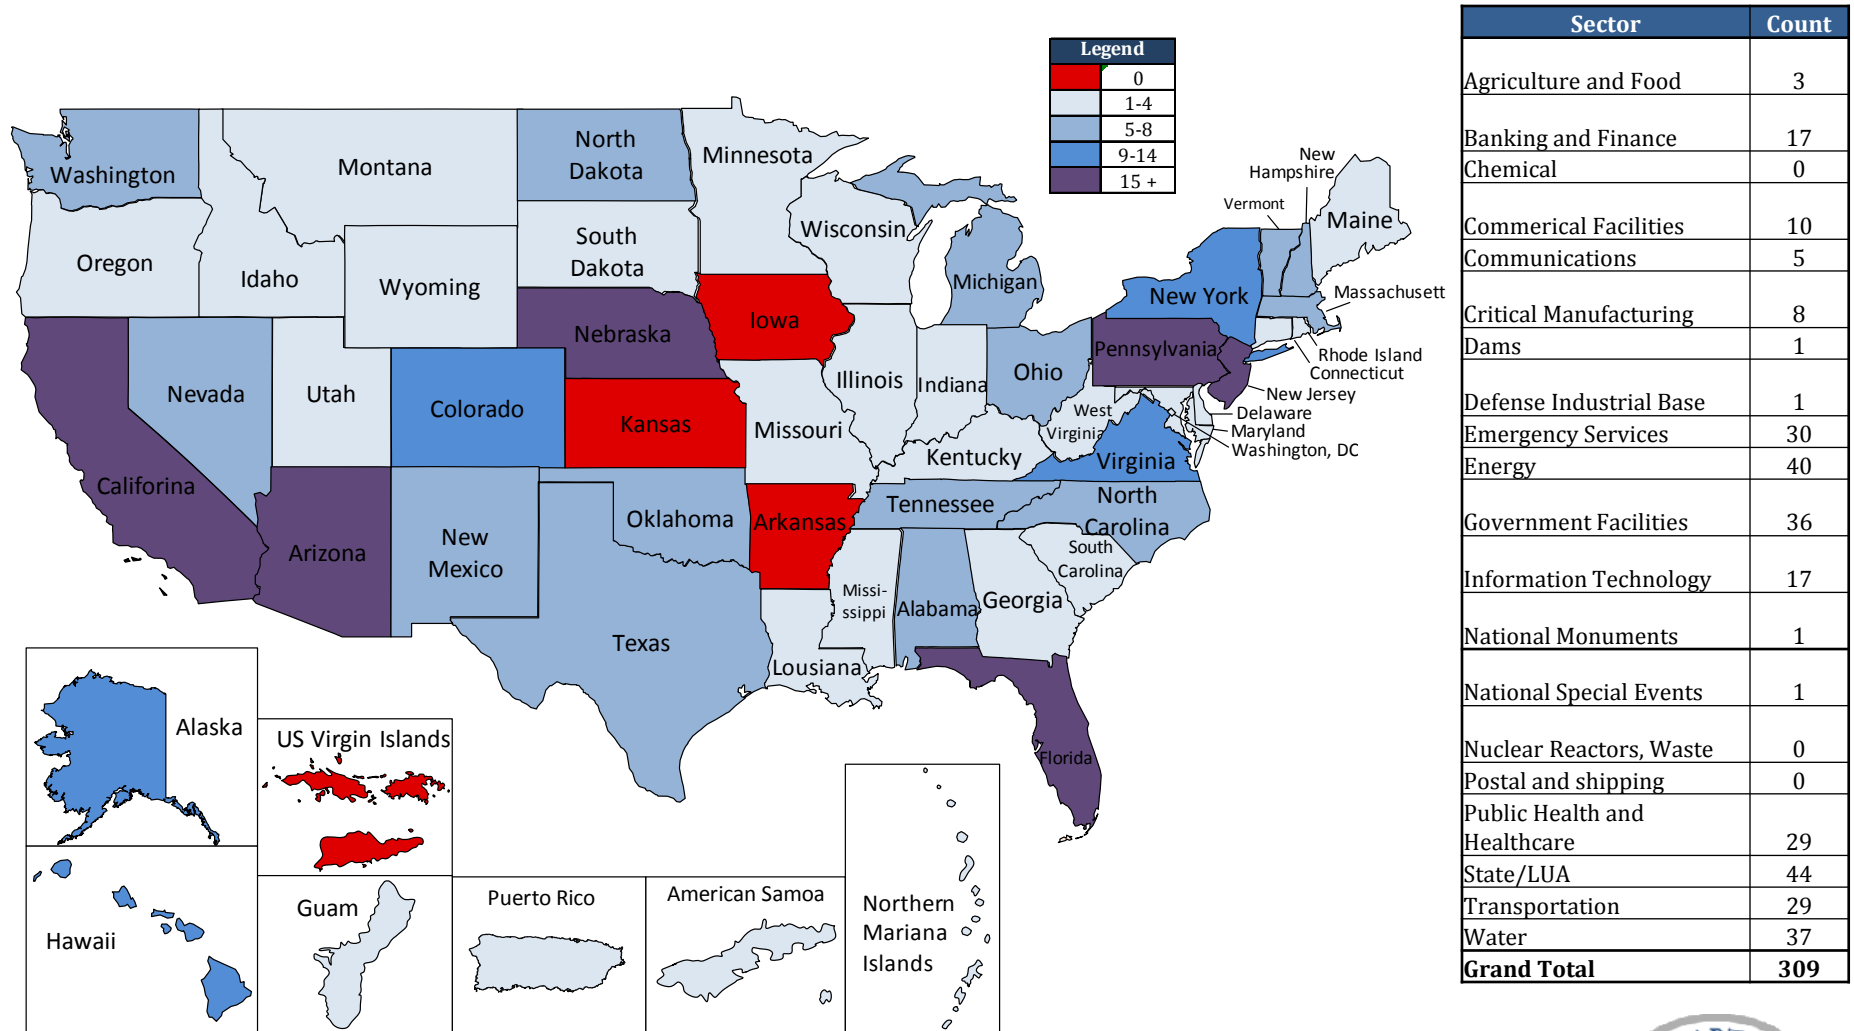 Legend
0
1-4
5-8
9-14
15 +
Washington
Montana
North
Dakota
Minnesota
Oregon
Idaho
Wyoming
South
Dakota
Wisconsin
Michigan
New
Hampshire
Vermont
Maine
New York
Massachusett
Rhode Island
Connecticut
New Jersey
Delaware
Maryland
Washington, DC
Pennsylvania
Iowa
Nebraska
Nevada
Utah
Colorado
Kansas
Missouri
Illinois
Indiana
Ohio
West
Virginia
Virginia
Kentucky
Califorina
Arizona
New
Mexico
Oklahoma
Arkansas
Tennessee
North
Carolina
South
Carolina
Texas
Lousiana
Missi-
ssippi
Alabama
Georgia
Florida
Alaska
US Virgin Islands
Hawaii
Guam
Puerto Rico
American Samoa
Northern
Mariana
Islands
Sector Count
Agriculture and Food 3
Banking and Finance 17
Chemical 0
Commerical Facilities 10
Communications 5
Critical Manufacturing 8
Dams 1
Defense Industrial Base 1
Emergency Services 30
Energy 40
Government Facilities 36
Information Technology 17
National Monuments 1
National Special Events 1
Nuclear Reactors, Waste 0
Postal and shipping 0
Public Health and
Healthcare 29
State/LUA 44
Transportation 29
Water 37
Grand Total 309